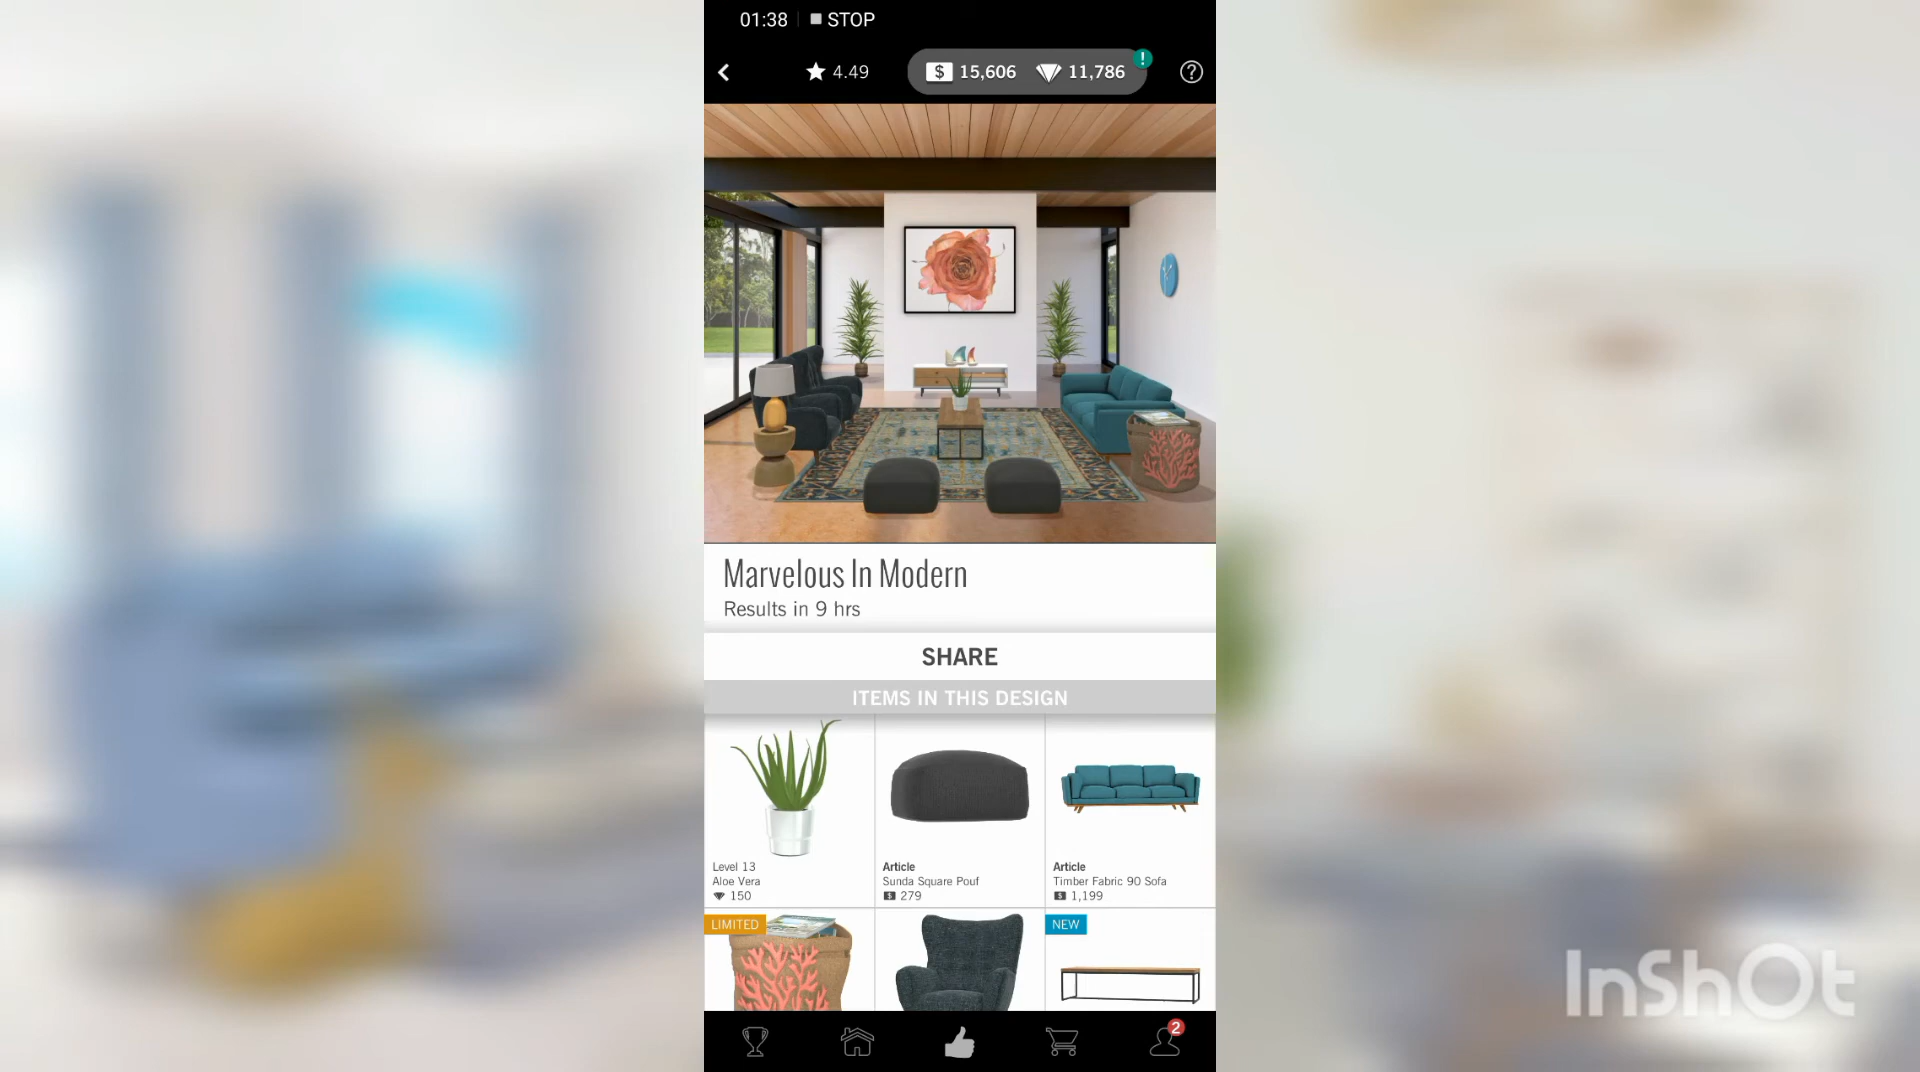 01:38 STOP
4.49 $ 15,606 11,786 ! ?
Marvelous In Modern
Results in 9 hrs
SHARE
ITEMS IN THIS DESIGN
Level 13
Aloe Vera
150
Article
Sunda Square Pouf
$ 279
Article
Timber Fabric 90 Sofa
$ 1,199
LIMITED
NEW
2
InShOt